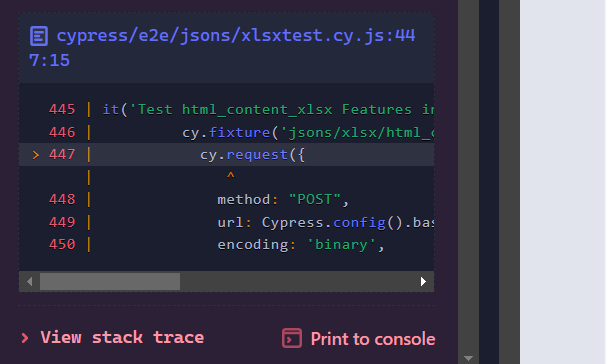 cypress/e2e/jsons/xlsxtest.cy.js:44
7:15
445 | it('Test html_content_xlsx Features in
446 | cy.fixture('jsons/xlsx/html_c
> 447 | cy.request({
| ^
448 | method: "POST",
449 | url: Cypress.config().bas
450 | encoding: 'binary',
> View stack trace
Print to console